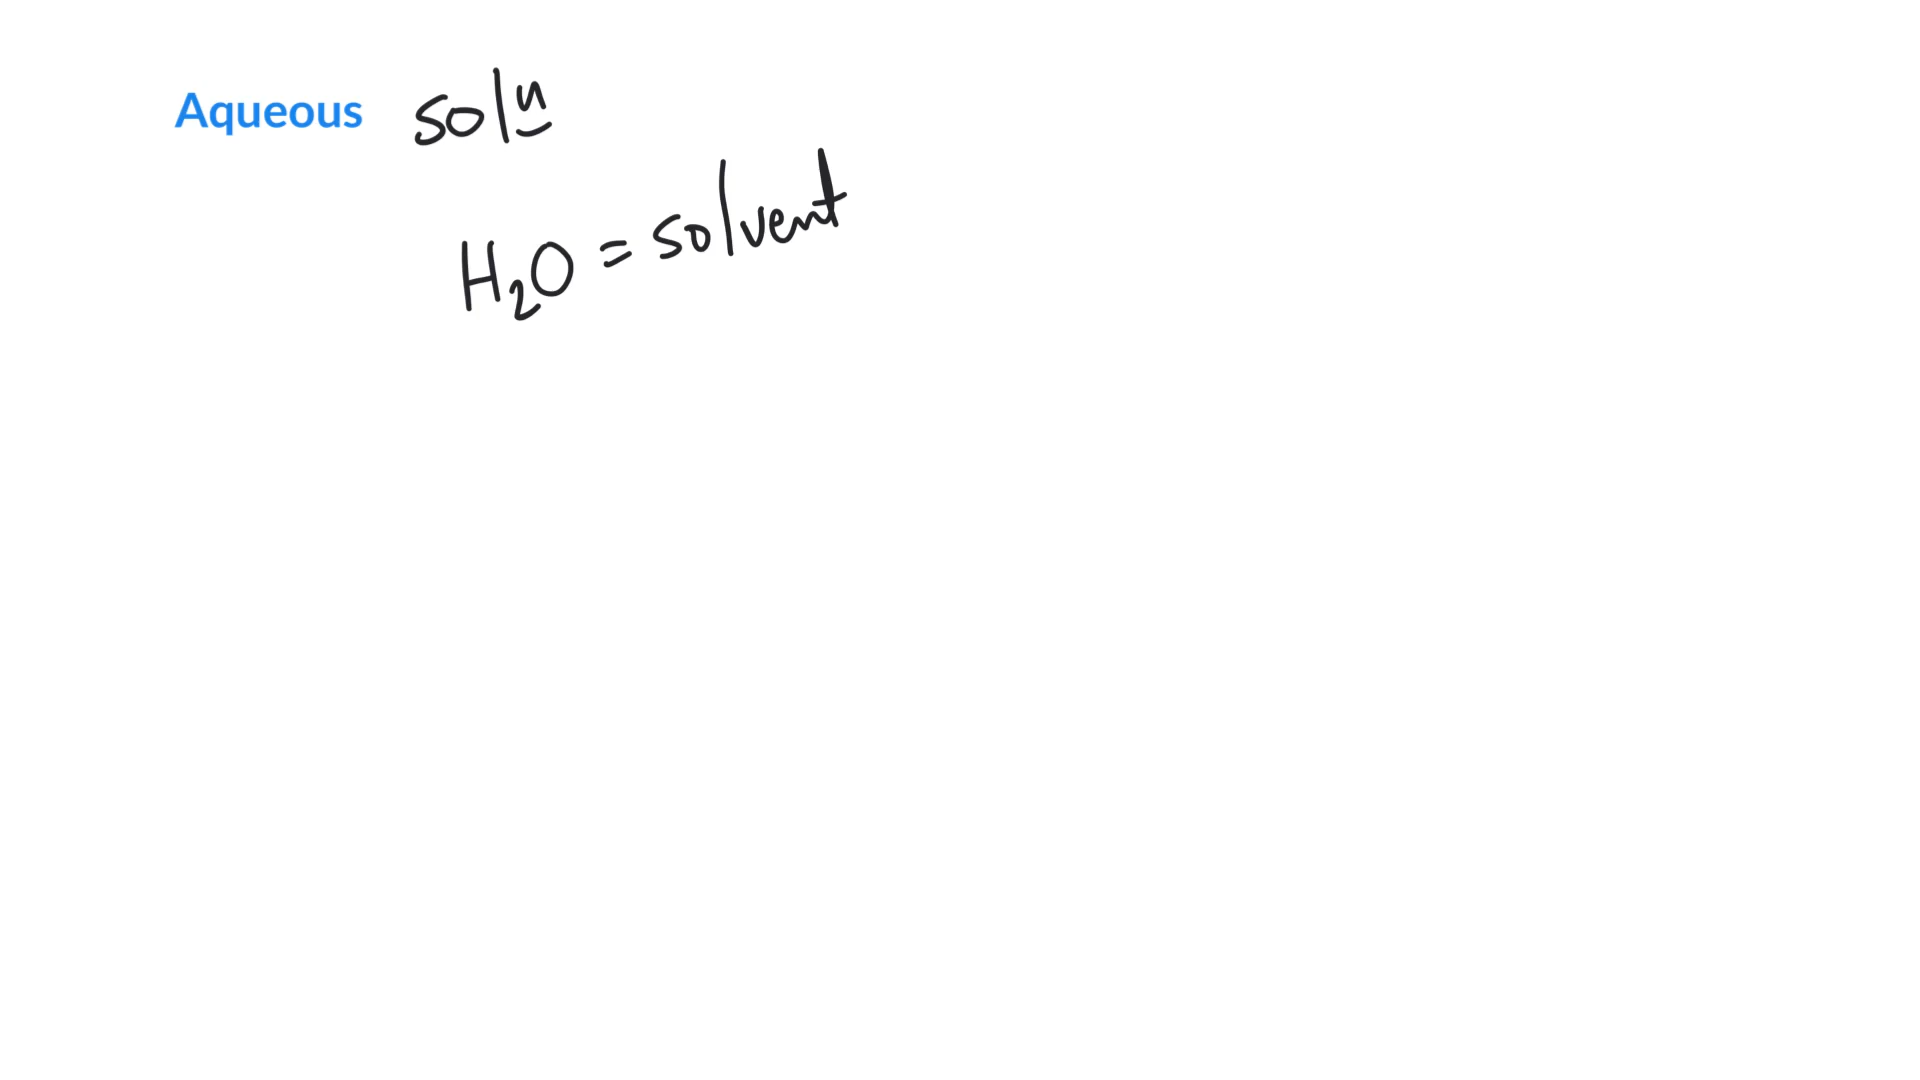 Aqueous solⁿ
H₂O = solvent